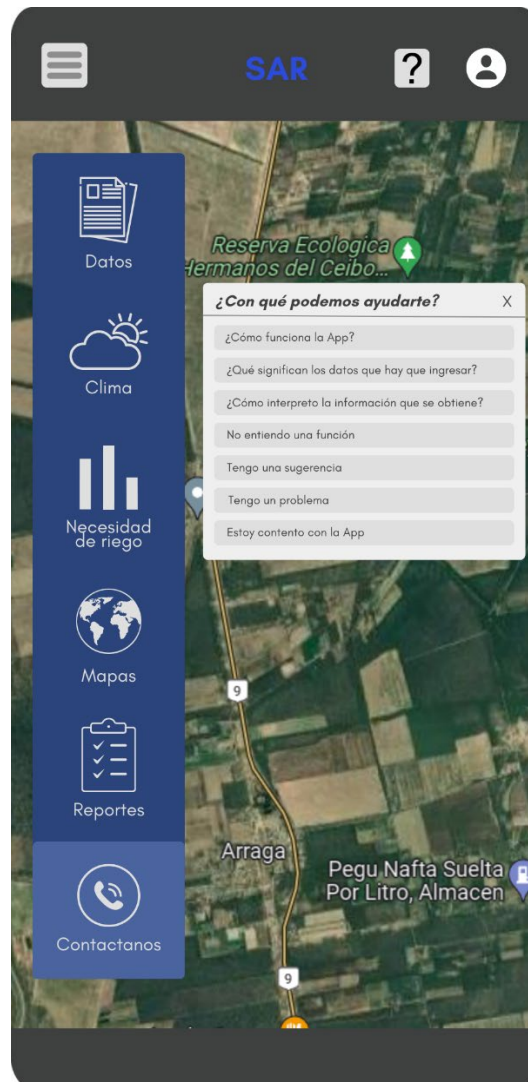 SAR
?
Datos
Clima
Necesidad
de riego
Mapas
Reportes
Contactanos
Reserva Ecologica
Hermanos del Ceibo...
¿Con qué podemos ayudarte?
X
¿Cómo funciona la App?
¿Qué significan los datos que hay que ingresar?
¿Cómo interpreto la información que se obtiene?
No entiendo una función
Tengo una sugerencia
Tengo un problema
Estoy contento con la App
9
Arraga
Pegu Nafta Suelta
Por Litro, Almacen
9